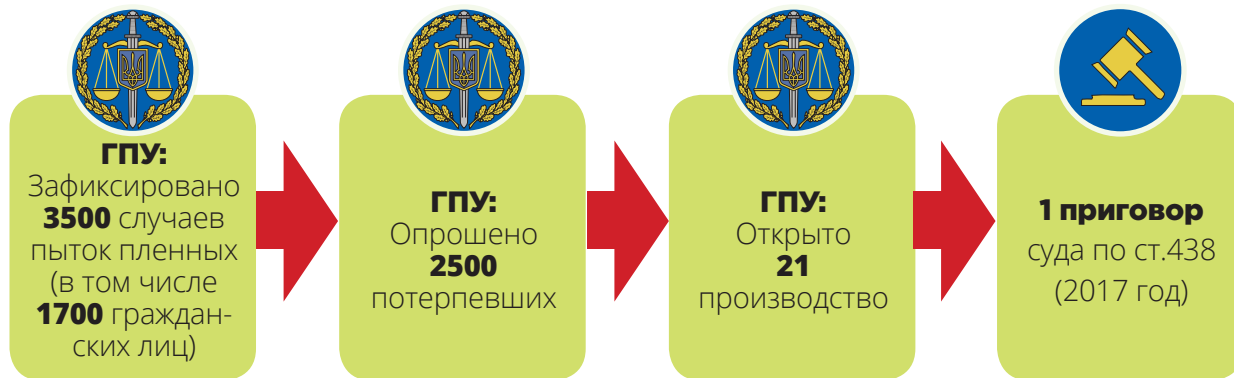 ГПУ:
Зафиксировано
3500 случаев
пыток пленных
(в том числе
1700 граждан-
ских лиц)
ГПУ:
Опрошено
2500
потерпевших
ГПУ:
Открыто
21
производство
1 приговор
суда по ст.438
(2017 год)